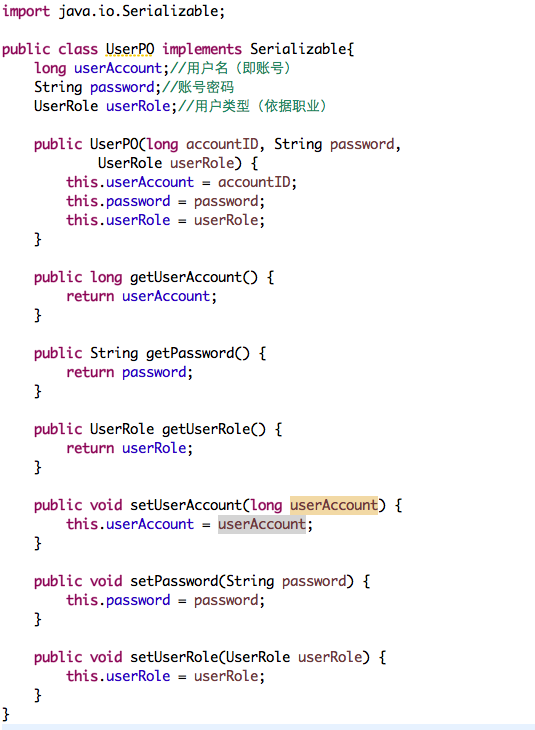 import java.io.Serializable;
public class UserPO implements Serializable{
    long userAccount;//用户名（即账号）
    String password;//账号密码
    UserRole userRole;//用户类型（依据职业）
    public UserPO(long accountID, String password,
            UserRole userRole) {
        this.userAccount = accountID;
        this.password = password;
        this.userRole = userRole;
    }
    public long getUserAccount() {
        return userAccount;
    }
    public String getPassword() {
        return password;
    }
    public UserRole getUserRole() {
        return userRole;
    }
    public void setUserAccount(long userAccount) {
        this.userAccount = userAccount;
    }
    public void setPassword(String password) {
        this.password = password;
    }
    public void setUserRole(UserRole userRole) {
        this.userRole = userRole;
    }
}